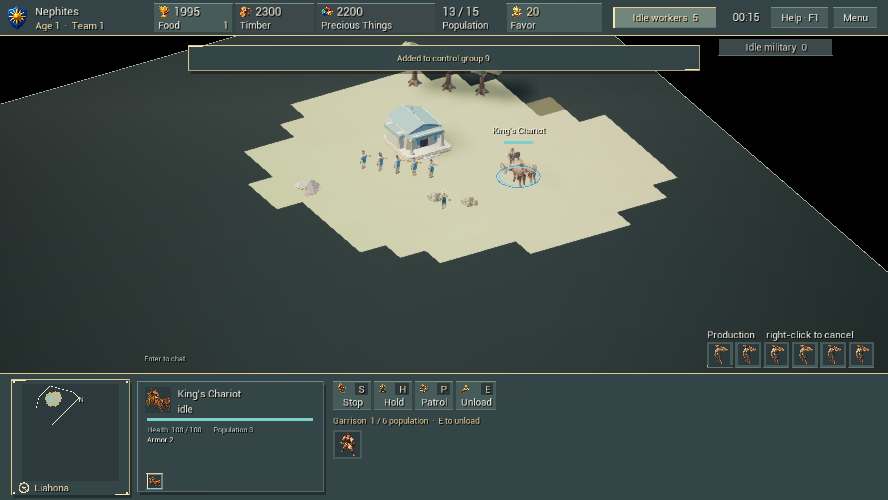 Nephites
Age 1 · Team 1
1995
Food
1
2300
Timber
2200
Precious Things
13 / 15
Population
20
Favor
Idle workers 5
00:15
Help · F1
Menu
Idle military 0
Added to control group 9
King's Chariot
Production right-click to cancel
Enter to chat
N
Liahona
King's Chariot
idle
Health 100 / 100 Population 3
Armor 2
S
Stop
H
Hold
P
Patrol
E
Unload
Garrison 1 / 6 population · E to unload